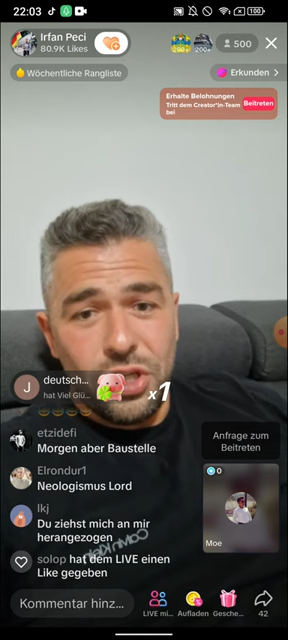 22:03
100
Irfan Peci
80.9K Likes
500
Wöchentliche Rangliste
Erkunden >
Erhalte Belohnungen
Tritt dem Creator*in-Team bei
Beitreten
J
deutsch...
hat Viel Glü...
x1
etzidefi
Morgen aber Baustelle
Elrondur1
Neologismus Lord
lkj
Du ziehst mich an mir
herangezogen
solop hat dem LIVE einen
Like gegeben
Anfrage zum
Beitreten
0
Moe
Kommentar hinz...
LIVE mi...
Aufladen
Gesche...
42